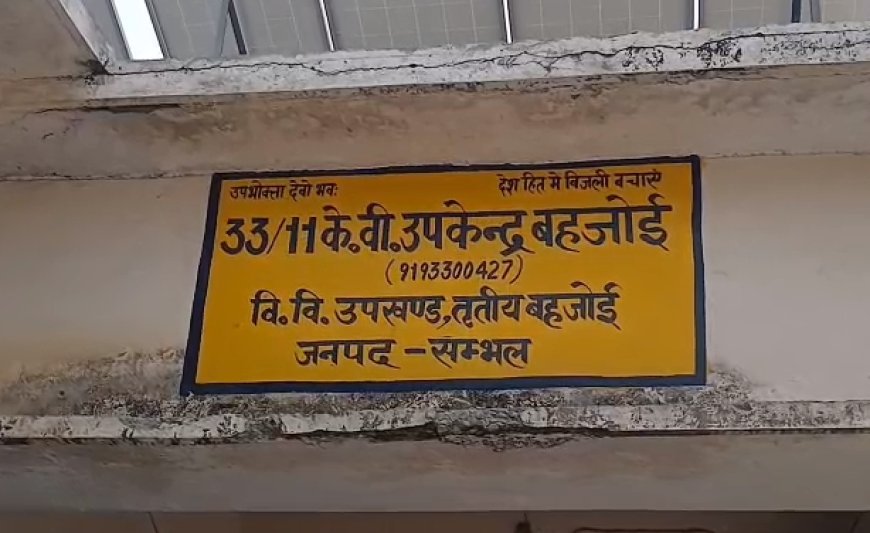 उपभोक्ता देवो भवः देश हित मे बिजली बचाएं
33/11 के.वी. उपकेन्द्र बहजोई
(9193300427)
वि. वि. उपखण्ड, तृतीय बहजोई
जनपद - सम्भल